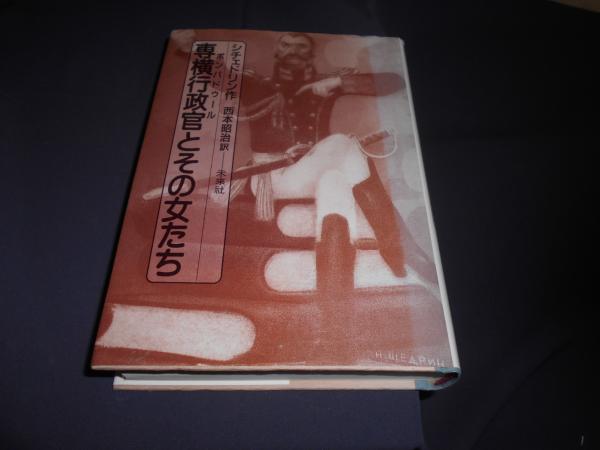 シチェドリン作 西本昭治訳──未来社
ポンパドゥール
専横行政官とその女たち
Н. ЩЕДРИН